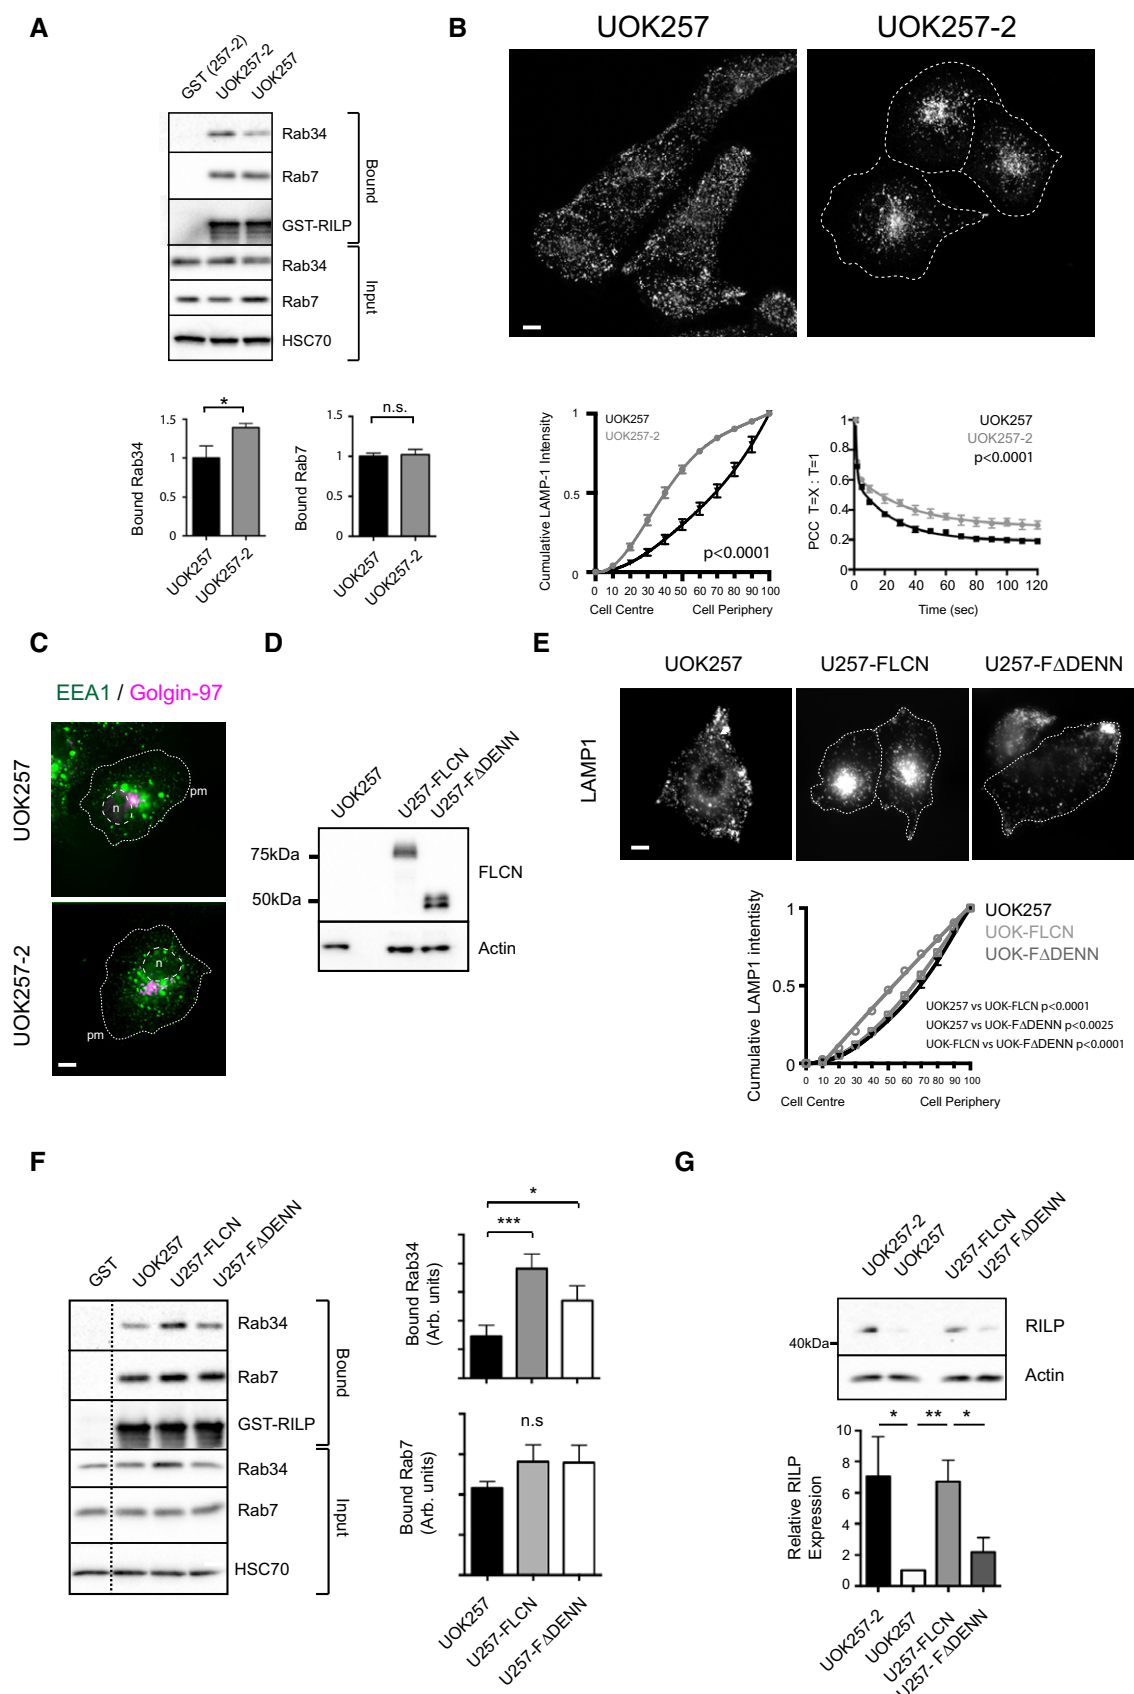 A
GST (257-2)
UOK257-2
UOK257
Rab34
Rab7
GST-RILP
Bound
Rab34
Rab7
HSC70
Input
*
1.5
1
0.5
0
Bound Rab34
UOK257
UOK257-2
n.s.
1.5
1
0.5
0
Bound Rab7
UOK257
UOK257-2
B
UOK257
UOK257-2
Cumulative LAMP-1 Intensity
1
0.5
0
UOK257
UOK257-2
p<0.0001
0 10 20 30 40 50 60 70 80 90 100
Cell Centre
Cell Periphery
PCC T=X : T=1
1
0.8
0.6
0.4
0.2
0
UOK257
UOK257-2
p<0.0001
0 20 40 60 80 100 120
Time (sec)
C
EEA1 / Golgin-97
UOK257
n
pm
UOK257-2
n
pm
D
UOK257
U257-FLCN
U257-F∆DENN
75kDa
50kDa
FLCN
Actin
E
UOK257
U257-FLCN
U257-F∆DENN
LAMP1
Cumulative LAMP1 intentisty
1
0.5
0
UOK257
UOK-FLCN
UOK-F∆DENN
UOK257 vs UOK-FLCN p<0.0001
UOK257 vs UOK-F∆DENN p<0.0025
UOK-FLCN vs UOK-F∆DENN p<0.0001
0 10 20 30 40 50 60 70 80 90 100
Cell Centre
Cell Periphery
F
GST
UOK257
U257-FLCN
U257-F∆DENN
Rab34
Rab7
GST-RILP
Bound
Rab34
Rab7
HSC70
Input
*
***
Bound Rab34
(Arb. units)
n.s
Bound Rab7
(Arb. units)
UOK257
U257-FLCN
U257-F∆DENN
G
UOK257-2
UOK257
U257-FLCN
U257 F∆DENN
40kDa
RILP
Actin
* ** *
Relative RILP
Expression
10
8
6
4
2
0
UOK257-2
UOK257
U257-FLCN
U257- F∆DENN